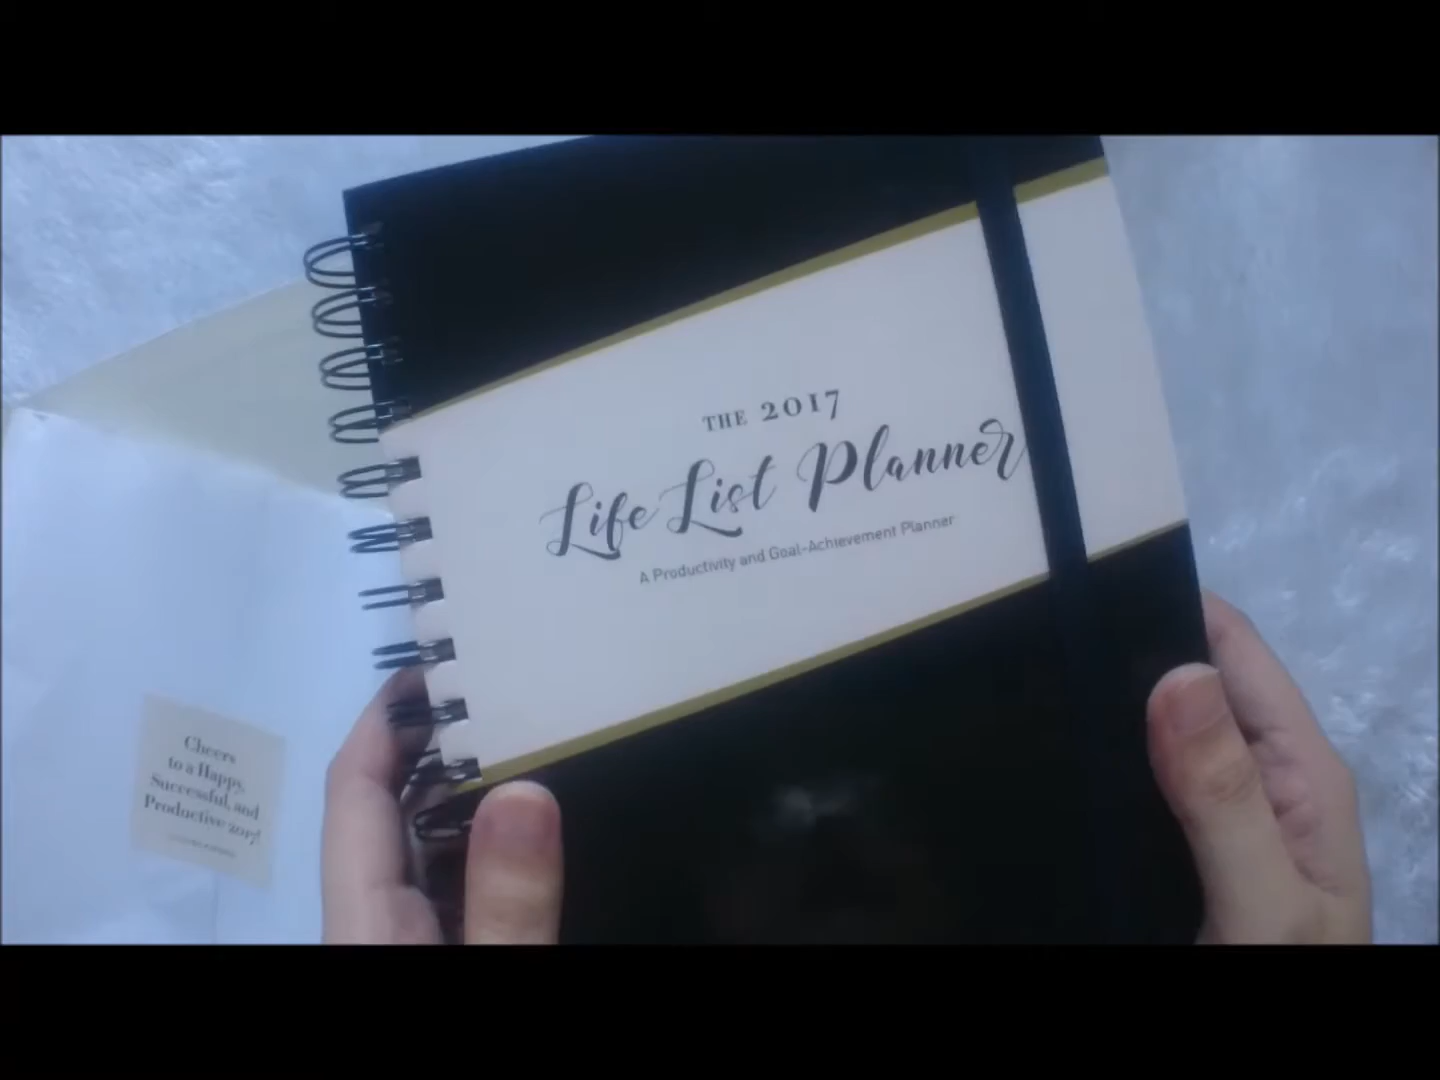 THE 2017
Life List Planner
A Productivity and Goal-Achievement Planner
Cheers
to a Happy,
Successful, and
Productive 2017!